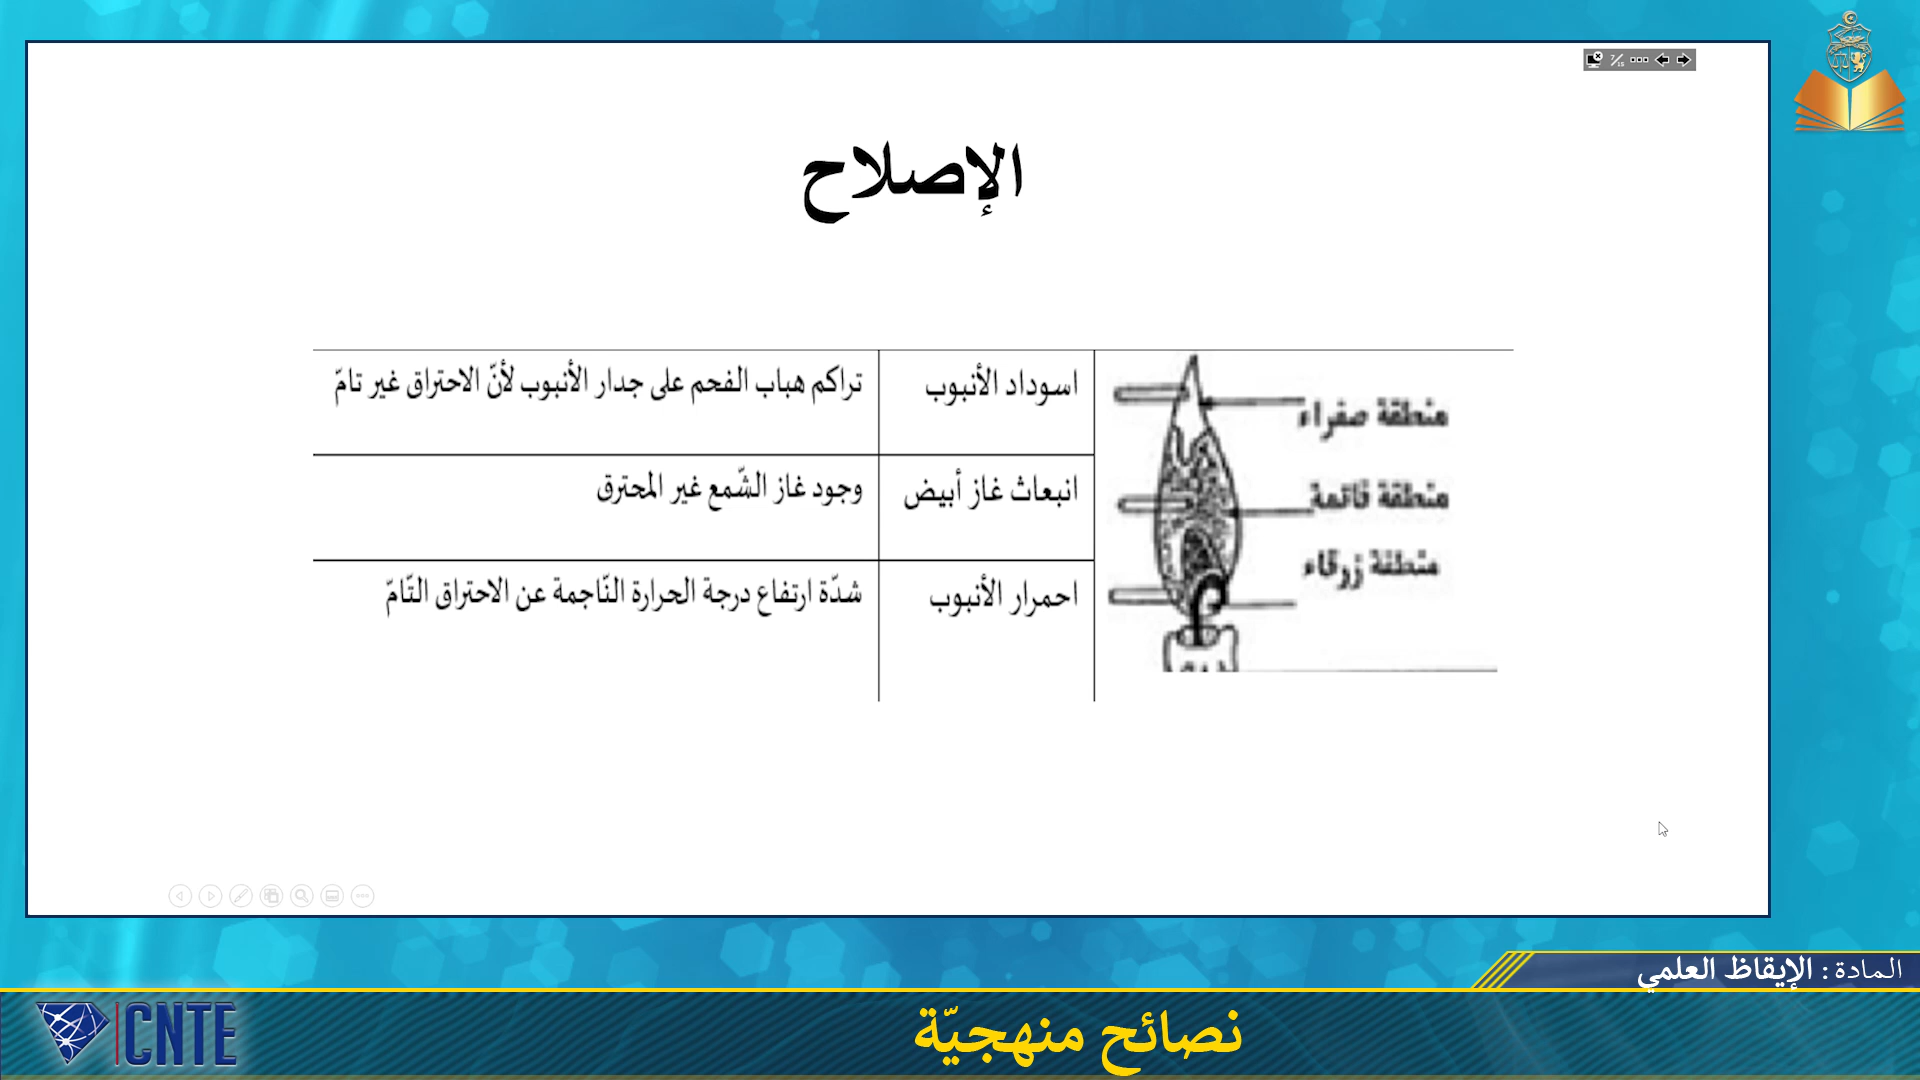 الإصلاح
منطقة صفراء
اسوداد الأنبوب
تراكم هباب الفحم على جدار الأنبوب لأنّ الاحتراق غير تامّ
منطقة قاتمة
انبعاث غاز أبيض
وجود غاز الشّمع غير المحترق
منطقة زرقاء
احمرار الأنبوب
شدّة ارتفاع درجة الحرارة النّاجمة عن الاحتراق التّامّ
المادة : الإيقاظ العلمي
نصائح منهجيّة
CNTE